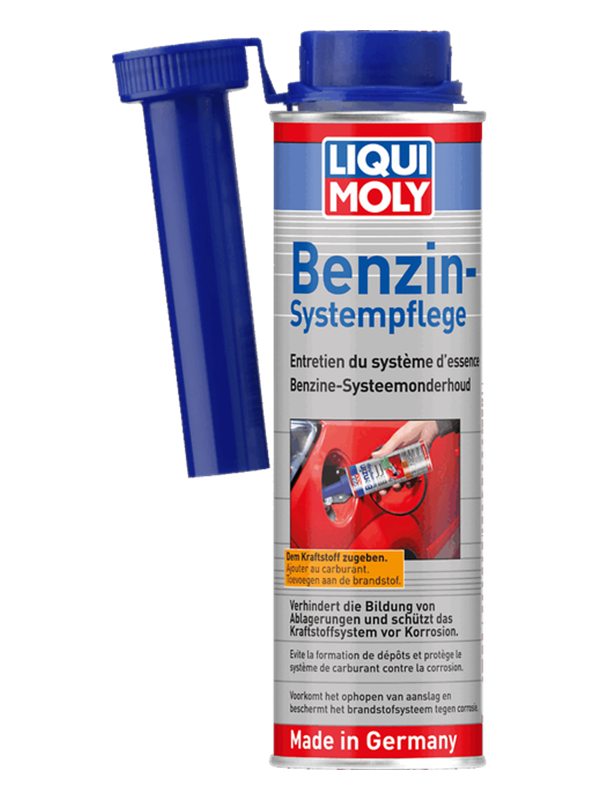 LIQUI
MOLY
Benzin-
Systempflege
Entretien du système d'essence
Benzine-Systeemonderhoud
Dem Kraftstoff zugeben.
Ajouter au carburant.
Toevoegen aan de brandstof.
Verhindert die Bildung von
Ablagerungen und schützt das
Kraftstoffsystem vor Korrosion.
Evite la formation de dépôts et protège le
système de carburant contre la corrosion.
Voorkomt het ophopen van aanslag en
beschermt het brandstofsysteem tegen corrosie.
Made in Germany